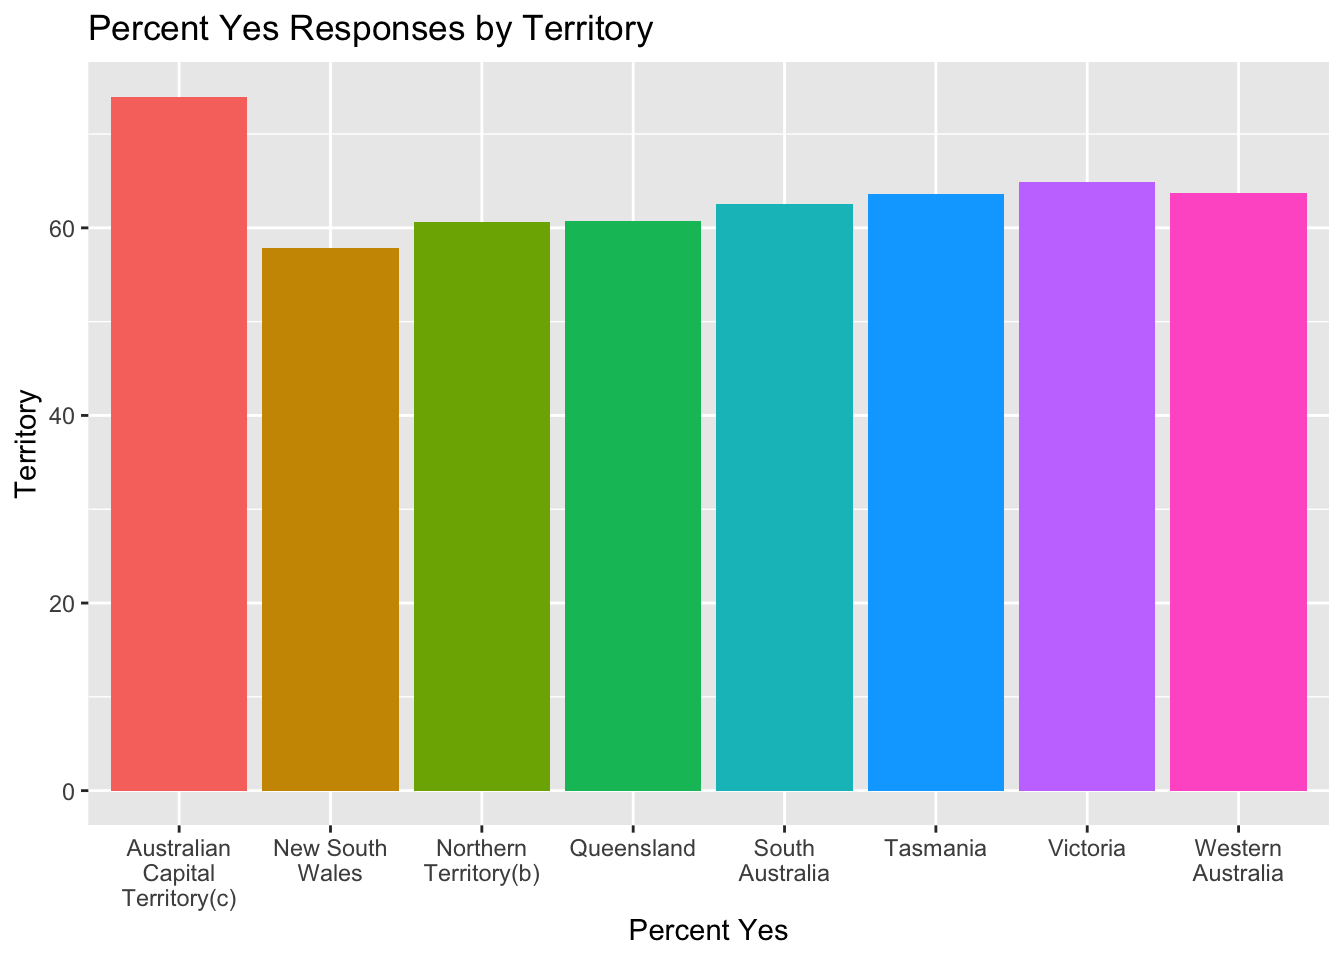 Percent Yes Responses by Territory
Territory
60
40
20
0
Australian
Capital
Territory(c)
New South
Wales
Northern
Territory(b)
Queensland
South
Australia
Tasmania
Victoria
Western
Australia
Percent Yes